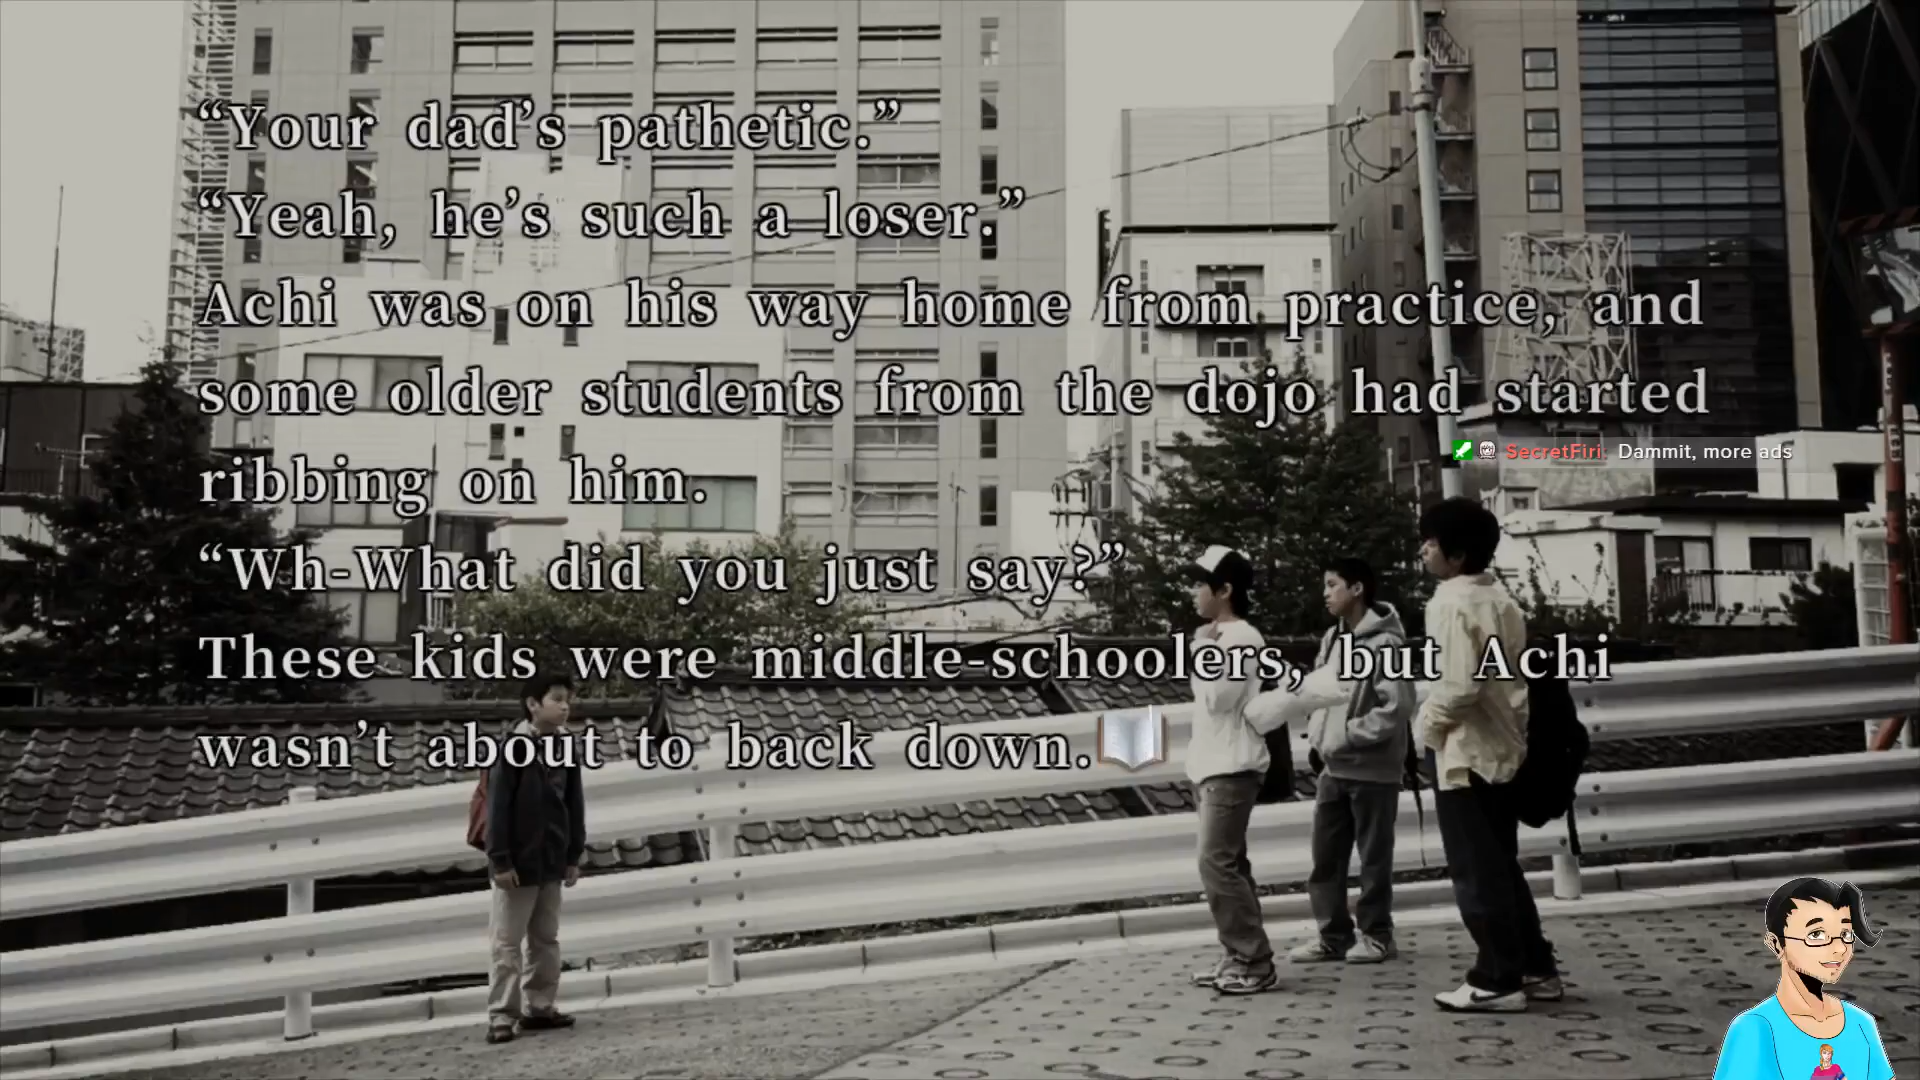 “Your dad’s pathetic.”
“Yeah, he’s such a loser.”
Achi was on his way home from practice, and
some older students from the dojo had started
ribbing on him.
“Wh-What did you just say?”
These kids were middle-schoolers, but Achi
wasn’t about to back down.
SecretFiri: Dammit, more ads